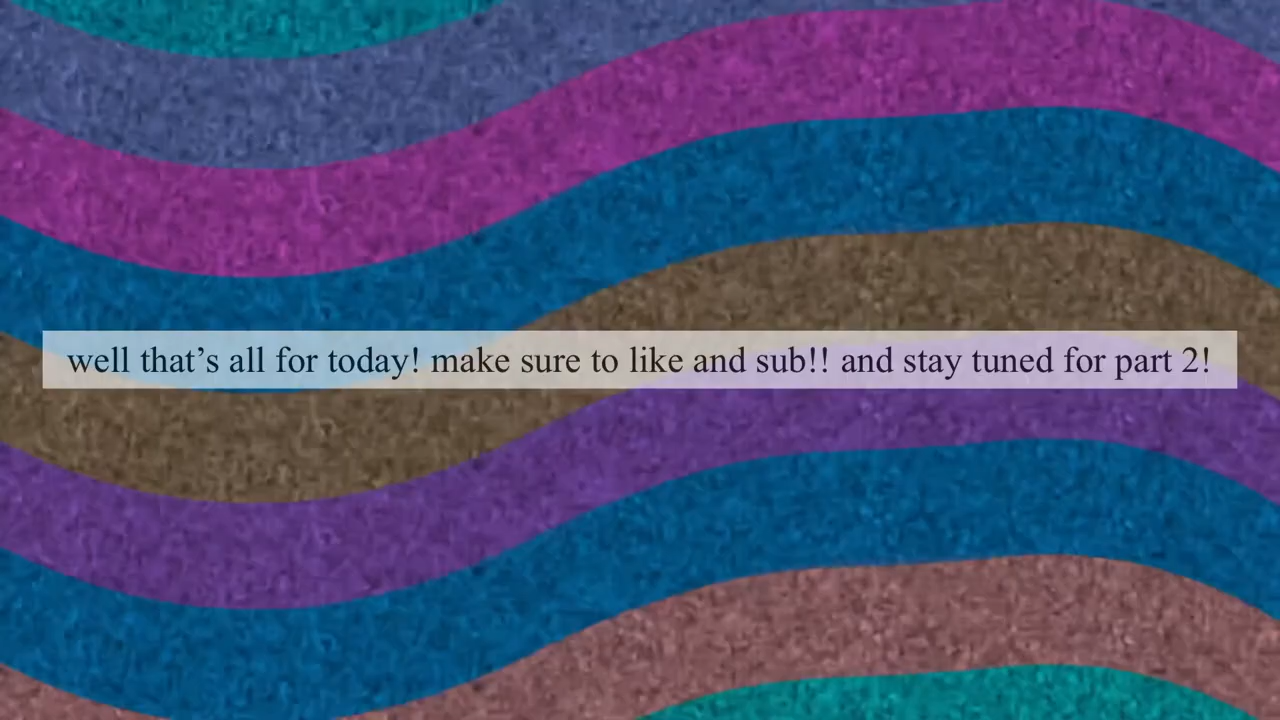 well that’s all for today! make sure to like and sub!! and stay tuned for part 2!